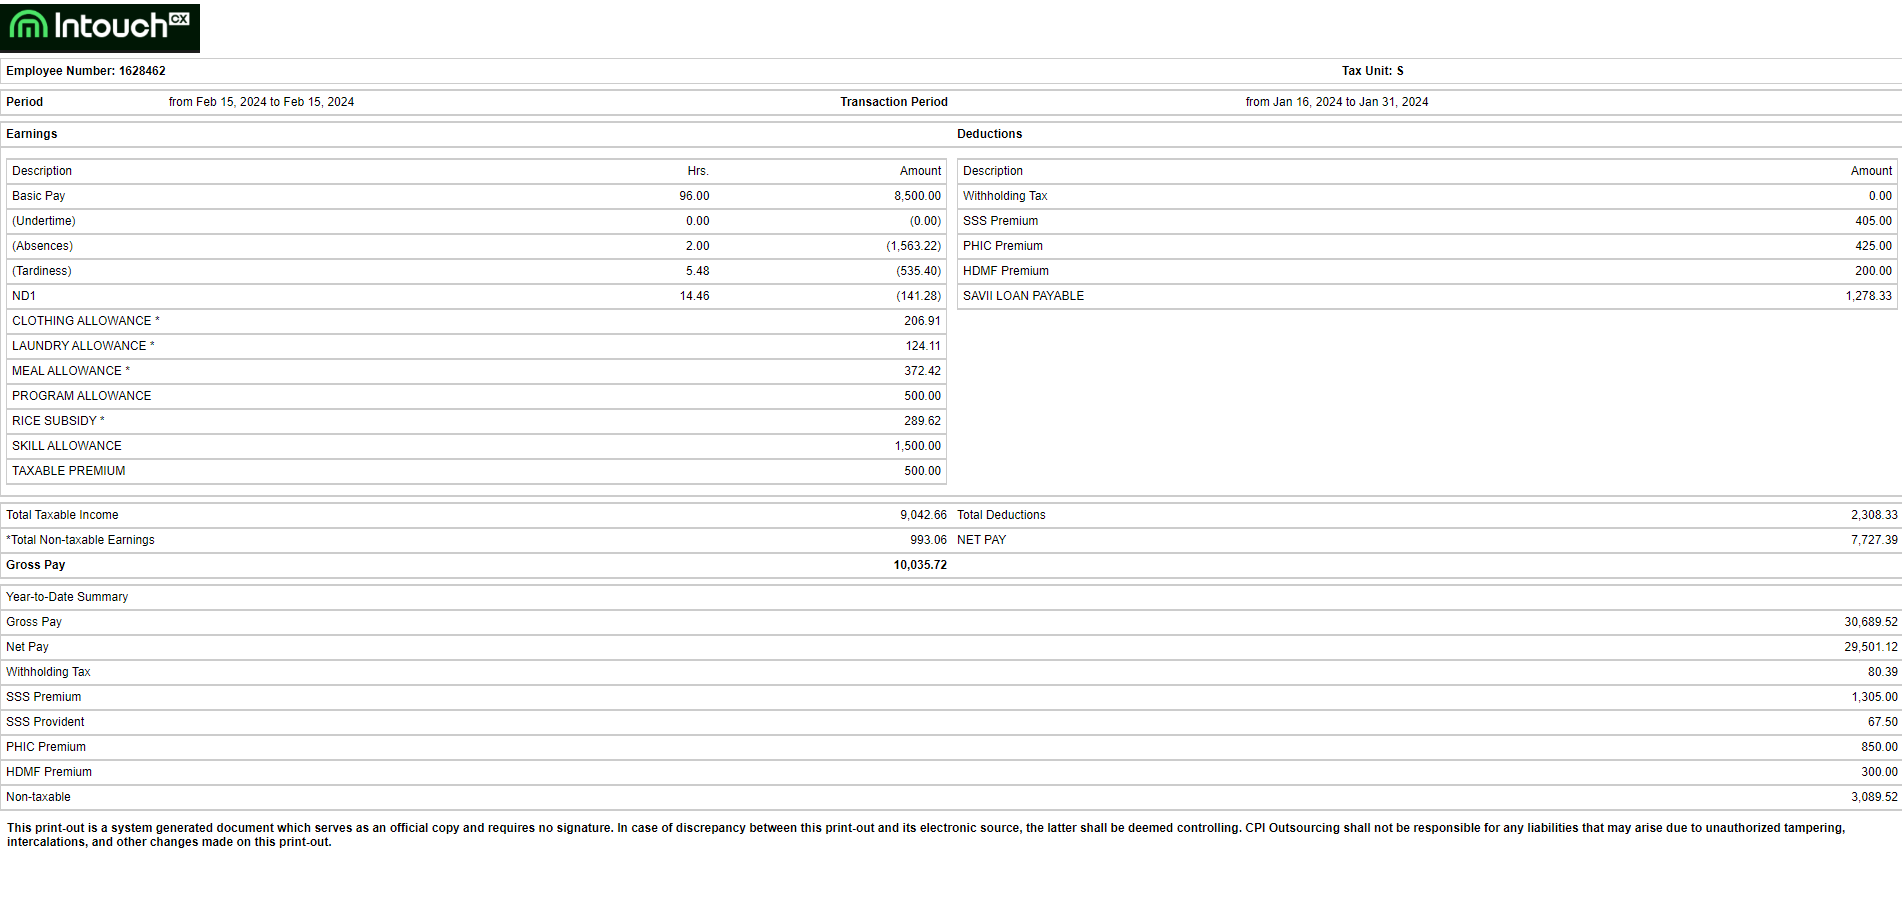 Intouch CX
Employee Number: 1628462 Tax Unit: S
Period from Feb 15, 2024 to Feb 15, 2024 Transaction Period from Jan 16, 2024 to Jan 31, 2024
Earnings Deductions
Description Hrs. Amount Description Amount
Basic Pay 96.00 8,500.00 Withholding Tax 0.00
(Undertime) 0.00 (0.00) SSS Premium 405.00
(Absences) 2.00 (1,563.22) PHIC Premium 425.00
(Tardiness) 5.48 (535.40) HDMF Premium 200.00
ND1 14.46 (141.28) SAVII LOAN PAYABLE 1,278.33
CLOTHING ALLOWANCE * 206.91
LAUNDRY ALLOWANCE * 124.11
MEAL ALLOWANCE * 372.42
PROGRAM ALLOWANCE 500.00
RICE SUBSIDY * 289.62
SKILL ALLOWANCE 1,500.00
TAXABLE PREMIUM 500.00
Total Taxable Income 9,042.66 Total Deductions 2,308.33
*Total Non-taxable Earnings 993.06 NET PAY 7,727.39
Gross Pay 10,035.72
Year-to-Date Summary
Gross Pay 30,689.52
Net Pay 29,501.12
Withholding Tax 80.39
SSS Premium 1,305.00
SSS Provident 67.50
PHIC Premium 850.00
HDMF Premium 300.00
Non-taxable 3,089.52
This print-out is a system generated document which serves as an official copy and requires no signature. In case of discrepancy between this print-out and its electronic source, the latter shall be deemed controlling. CPI Outsourcing shall not be responsible for any liabilities that may arise due to unauthorized tampering,
intercalations, and other changes made on this print-out.